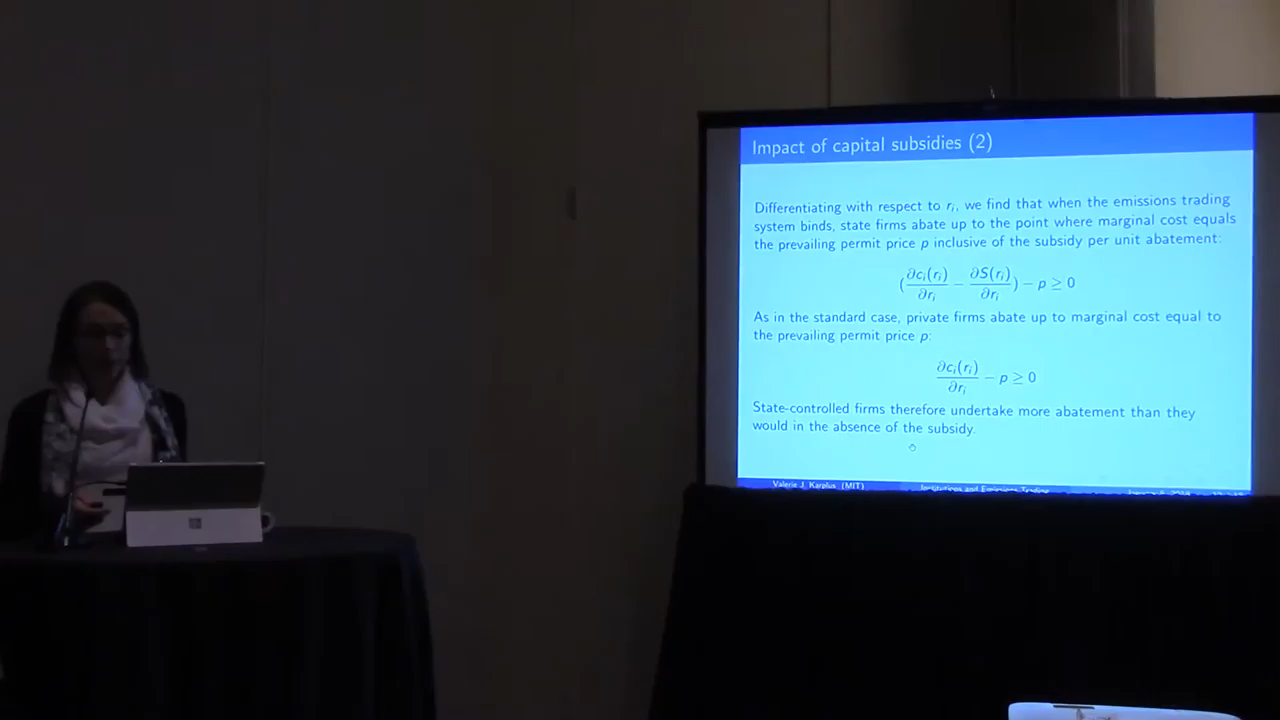 Impact of capital subsidies (2)
Differentiating with respect to rᵢ, we find that when the emissions trading
system binds, state firms abate up to the point where marginal cost equals
the prevailing permit price p inclusive of the subsidy per unit abatement:
(∂cᵢ(rᵢ)/∂rᵢ − ∂S(rᵢ)/∂rᵢ) − p ≥ 0
As in the standard case, private firms abate up to marginal cost equal to
the prevailing permit price p:
∂cᵢ(rᵢ)/∂rᵢ − p ≥ 0
State-controlled firms therefore undertake more abatement than they
would in the absence of the subsidy.
Valerie J. Karplus (MIT) Institutions and Emissions Trading